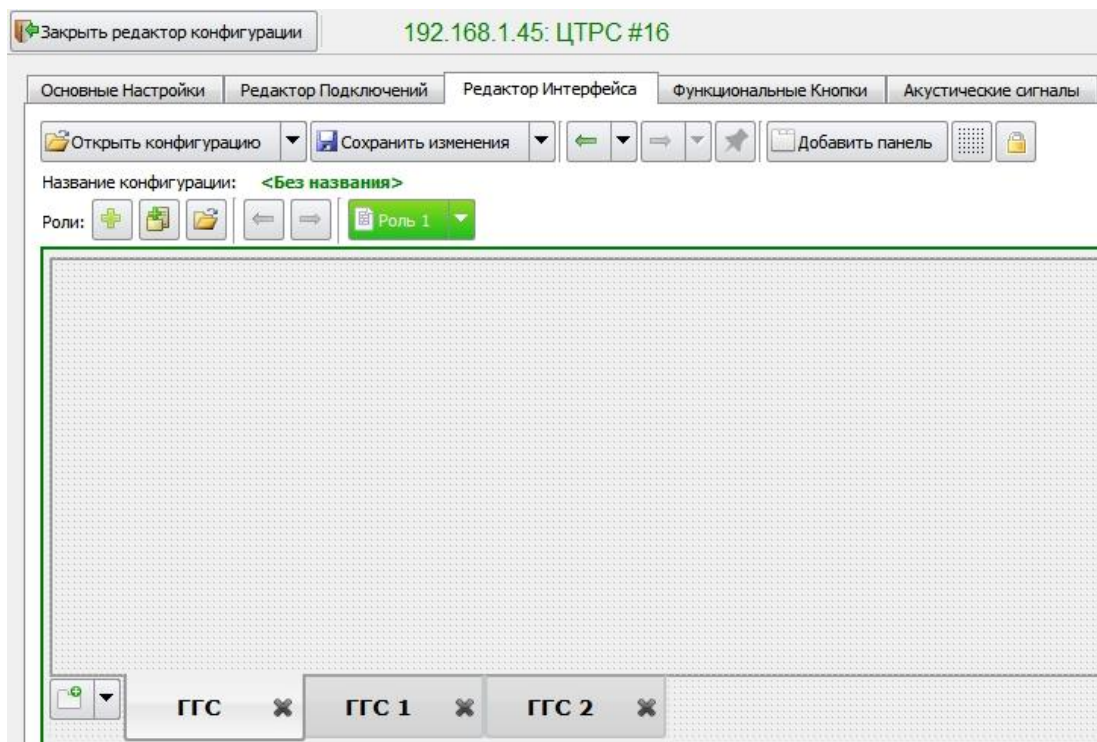 Закрыть редактор конфигурации 192.168.1.45: ЦТРС #16
Основные Настройки Редактор Подключений Редактор Интерфейса Функциональные Кнопки Акустические сигналы
Открыть конфигурацию Сохранить изменения Добавить панель
Название конфигурации: <Без названия>
Роли: Роль 1
ГГС ГГС 1 ГГС 2